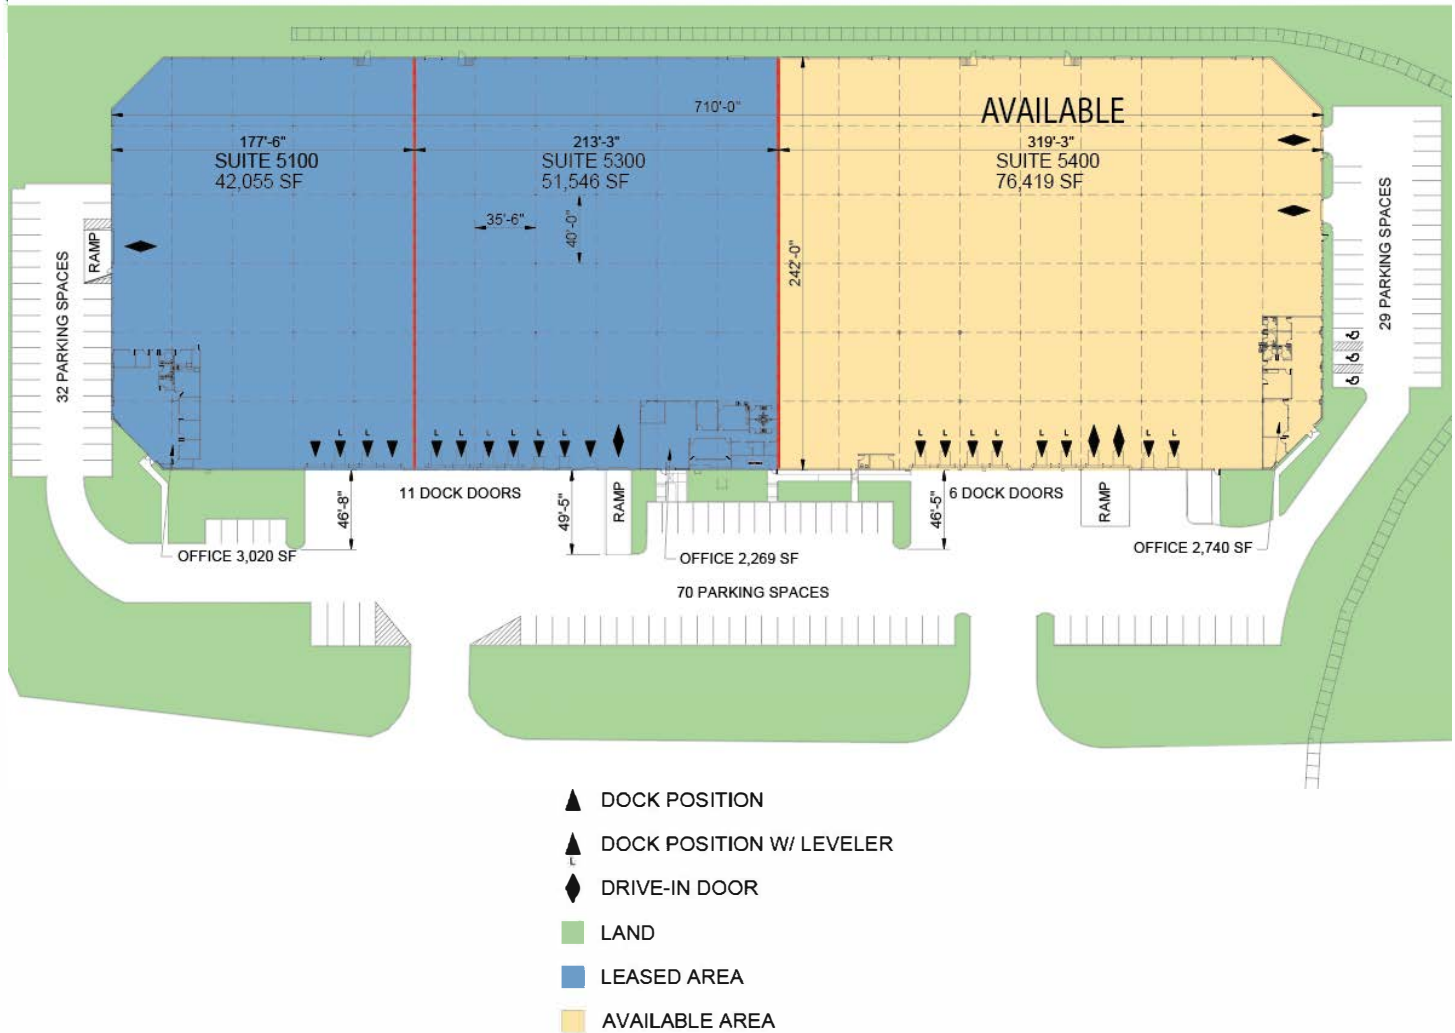 AVAILABLE
710'-0"
177'-6"
SUITE 5100
42,055 SF
213'-3"
SUITE 5300
51,546 SF
319'-3"
SUITE 5400
76,419 SF
35'-6"
40'-0"
242'-0"
RAMP
32 PARKING SPACES
29 PARKING SPACES
L L
L L L L L L
L L L L
L L L L
46'-8"
11 DOCK DOORS
49'-5"
RAMP
46'-5"
6 DOCK DOORS
RAMP
OFFICE 3,020 SF
OFFICE 2,269 SF
OFFICE 2,740 SF
70 PARKING SPACES
DOCK POSITION
DOCK POSITION W/ LEVELER
L
DRIVE-IN DOOR
LAND
LEASED AREA
AVAILABLE AREA